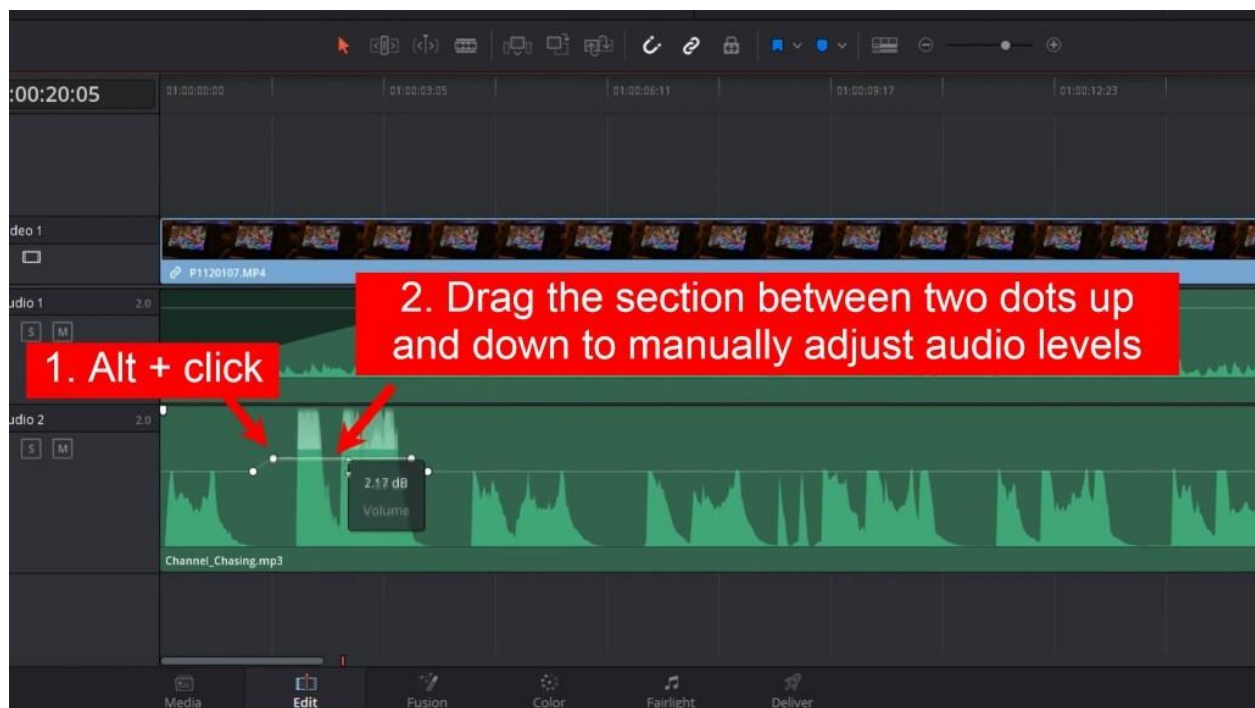 :00:20:05
01:00:00:00
01:00:03:05
01:00:06:11
01:00:09:17
01:00:12:23
deo 1
P1120107.MP4
udio 1
2.0
S M
1. Alt + click
2. Drag the section between two dots up
and down to manually adjust audio levels
udio 2
2.0
S M
2.17 dB
Volume
Channel_Chasing.mp3
Media
Edit
Fusion
Color
Fairlight
Deliver